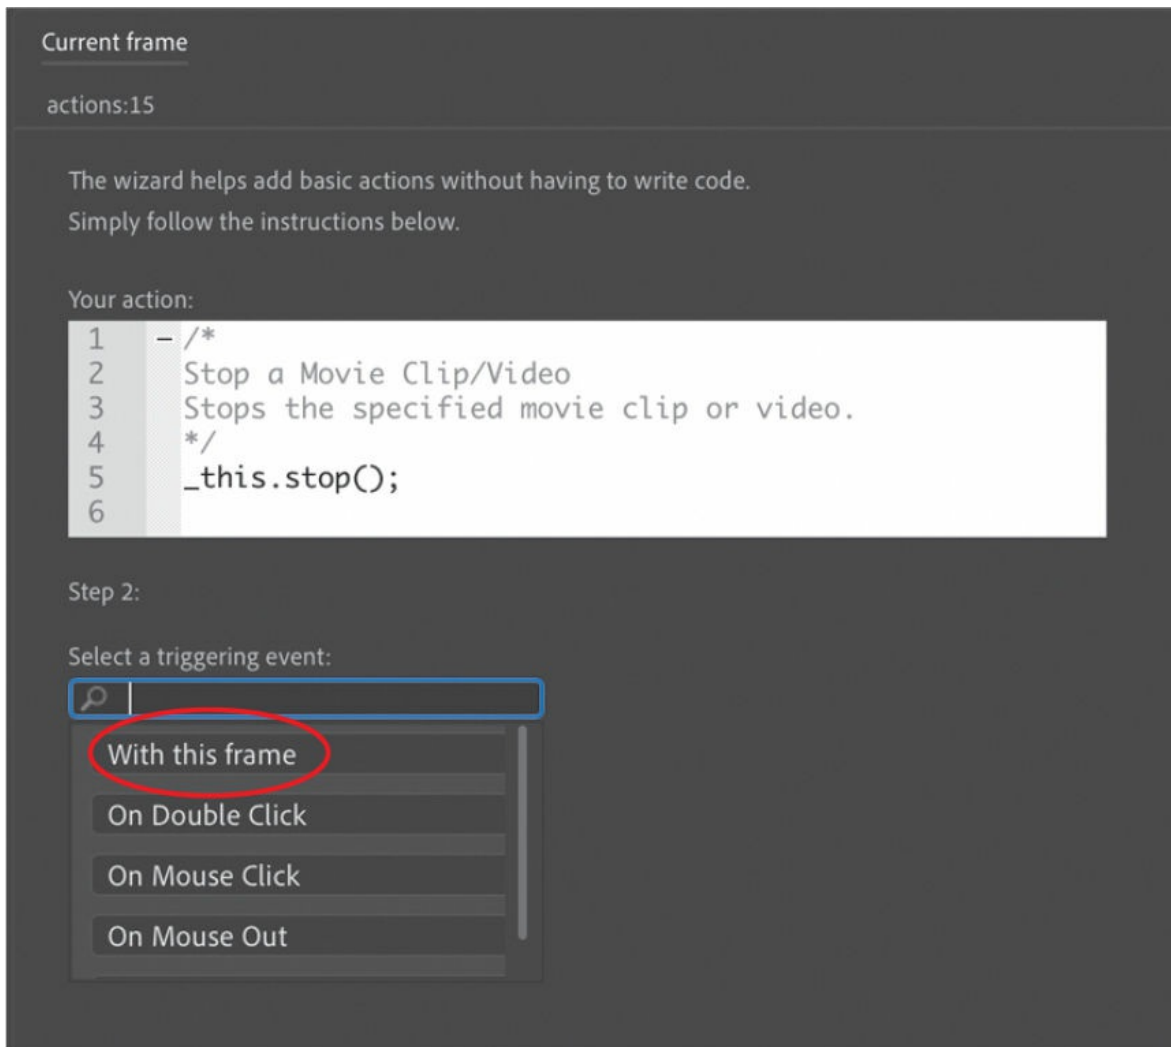 Current frame
actions:15
The wizard helps add basic actions without having to write code.
Simply follow the instructions below.
Your action:
1 – /*
2 Stop a Movie Clip/Video
3 Stops the specified movie clip or video.
4 */
5 _this.stop();
6
Step 2:
Select a triggering event:
With this frame
On Double Click
On Mouse Click
On Mouse Out